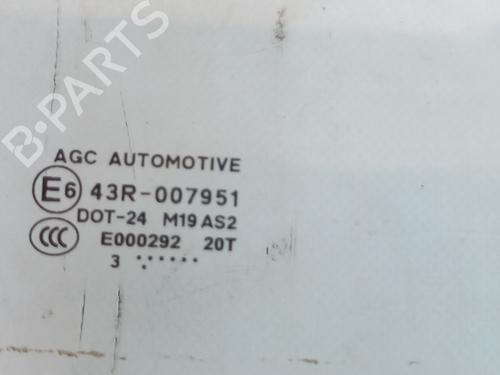 B-PARTS
AGC AUTOMOTIVE
E6 43R-007951
DOT-24 M19 AS2
CCC E000292 20T
3 .......